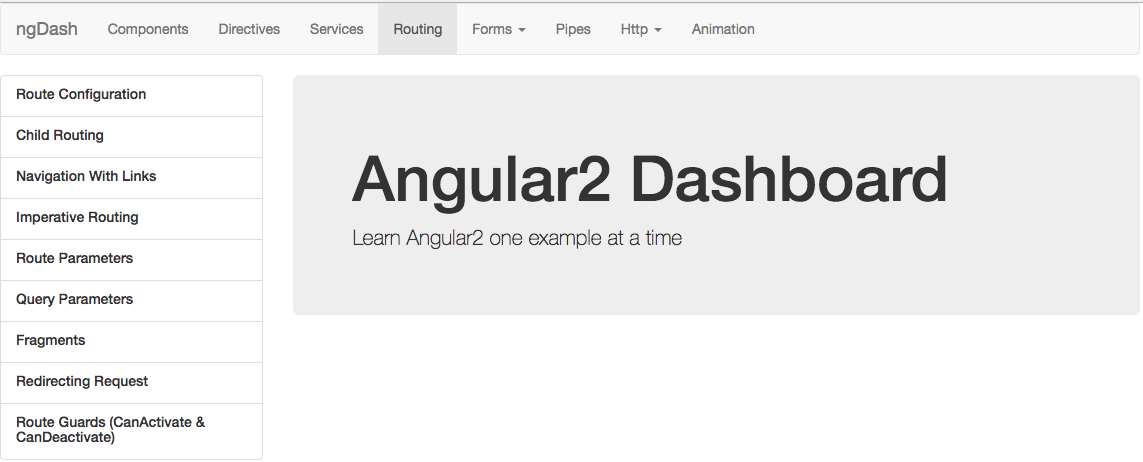 ngDash Components Directives Services Routing Forms Pipes Http Animation
Route Configuration
Child Routing
Navigation With Links
Imperative Routing
Route Parameters
Query Parameters
Fragments
Redirecting Request
Route Guards (CanActivate &
CanDeactivate)
Angular2 Dashboard
Learn Angular2 one example at a time